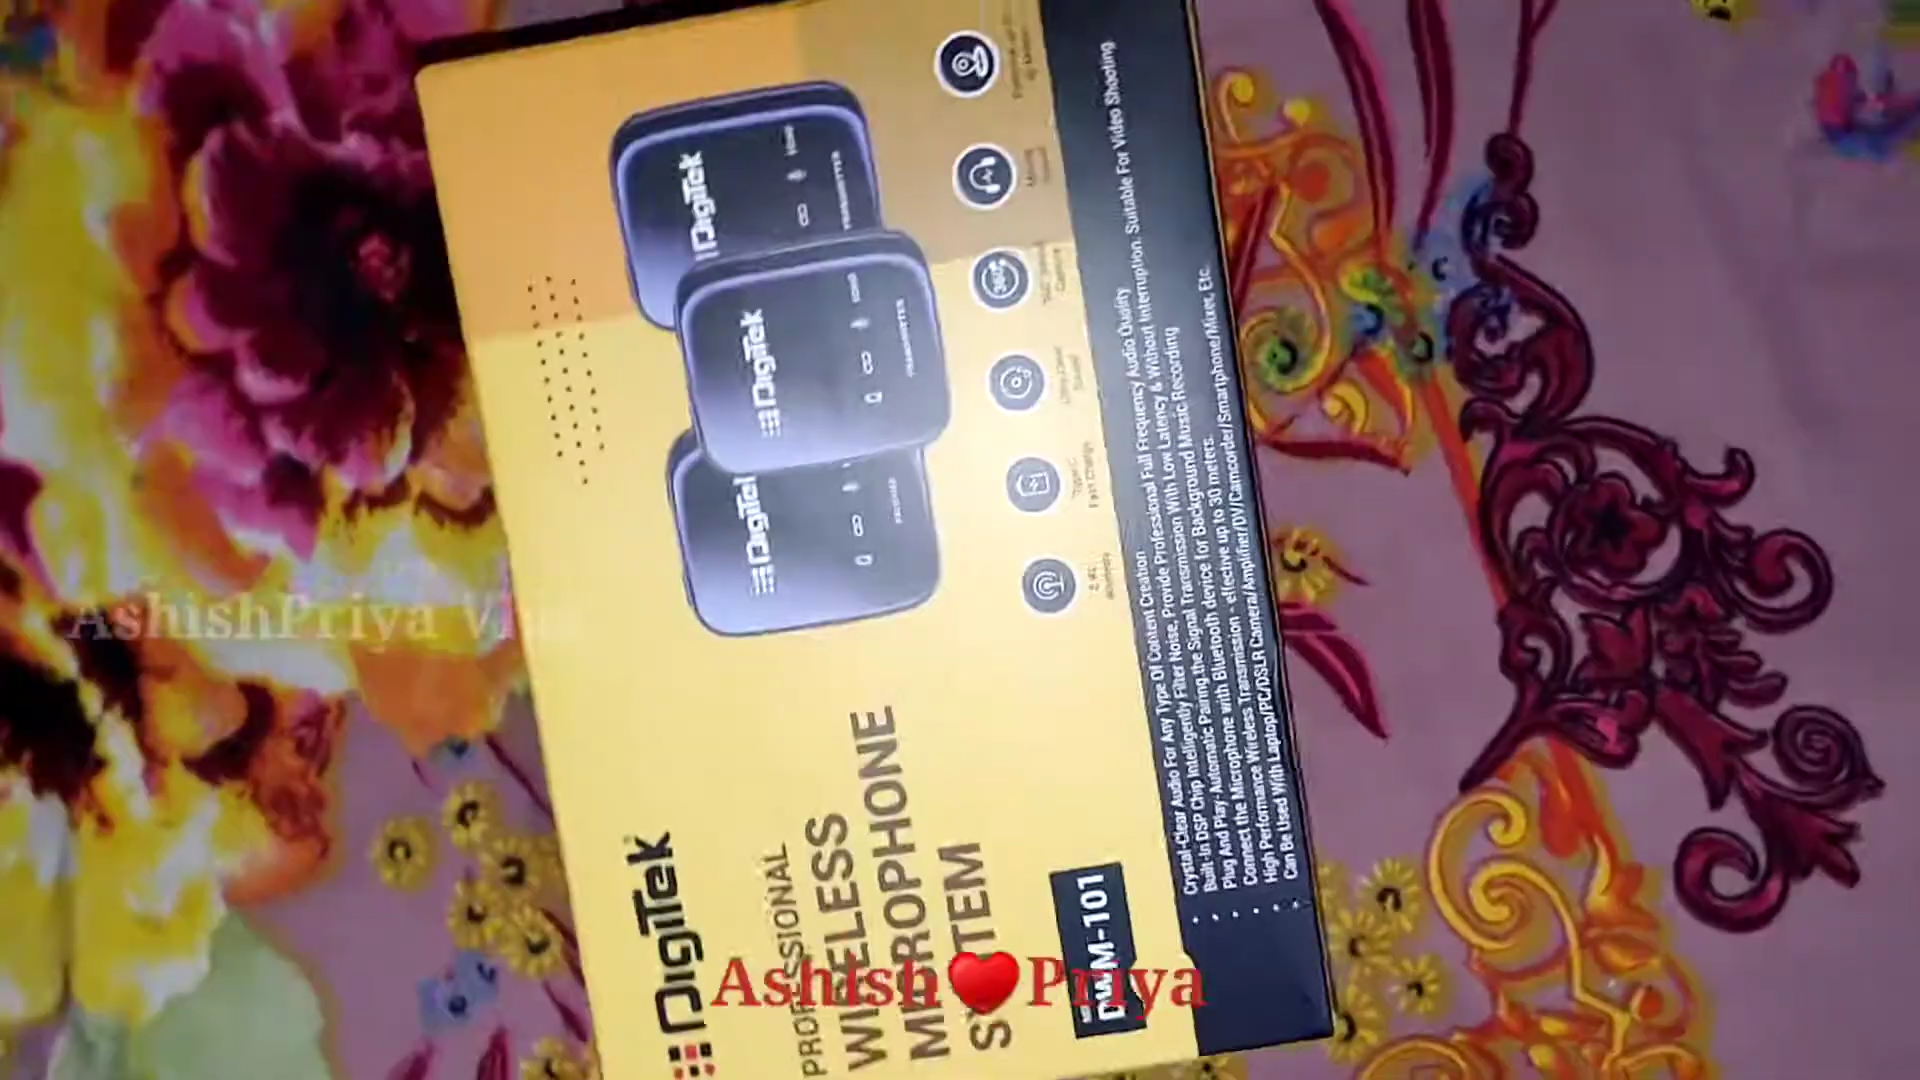 DIGITEK
PROFESSIONAL
WIRELESS
MICROPHONE
SYSTEM
DWM-101
DIGITEK
TRANSMITTER
DIGITEK
TRANSMITTER
DIGITEK
RECEIVER
360°
Type-C
Fast Charge
• Crystal-Clear Audio For Any Type Of Content Creation
• Built-In DSP Chip Intelligently Filter Noise, Provide Professional Full Frequency Audio Quality
• Plug And Play-Automatic Pairing the Signal Transmission With Low Latency & Without Interruption. Suitable For Video Shooting.
• Connect the Microphone with Bluetooth device for Background Music Recording
• High Performance Wireless Transmission - effective up to 30 meters.
• Can Be Used With Laptop/PC/DSLR Camera/Amplifier/DV/Camcorder/Smartphone/Mixer, Etc.
AshishPriya
Ashish❤Priya